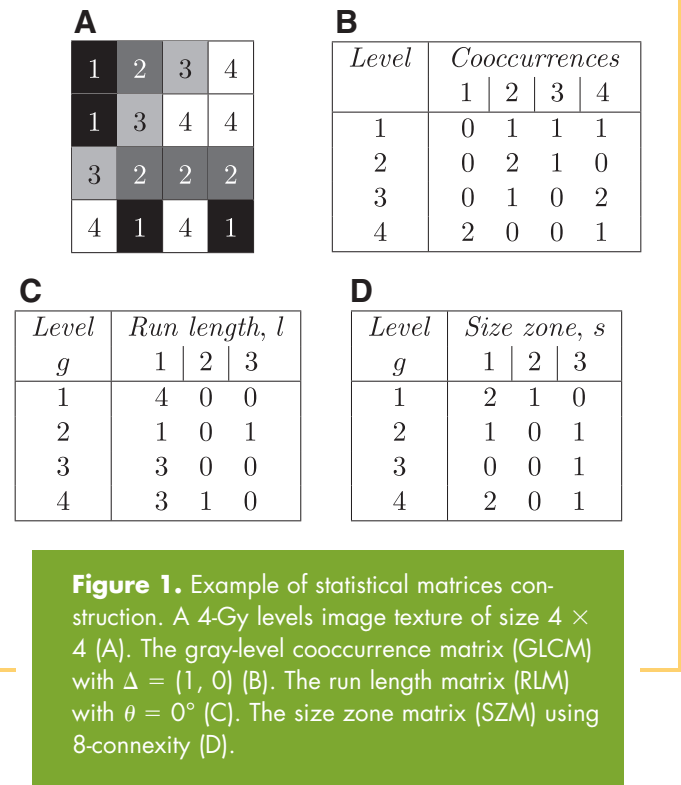 A
1 2 3 4
1 3 4 4
3 2 2 2
4 1 4 1
B
Level Cooccurrences
1 2 3 4
1 0 1 1 1
2 0 2 1 0
3 0 1 0 2
4 2 0 0 1
C
Level Run length, l
g 1 2 3
1 4 0 0
2 1 0 1
3 3 0 0
4 3 1 0
D
Level Size zone, s
g 1 2 3
1 2 1 0
2 1 0 1
3 0 0 1
4 2 0 1
Figure 1. Example of statistical matrices con-
struction. A 4-Gy levels image texture of size 4 ×
4 (A). The gray-level cooccurrence matrix (GLCM)
with Δ = (1, 0) (B). The run length matrix (RLM)
with θ = 0° (C). The size zone matrix (SZM) using
8-connexity (D).